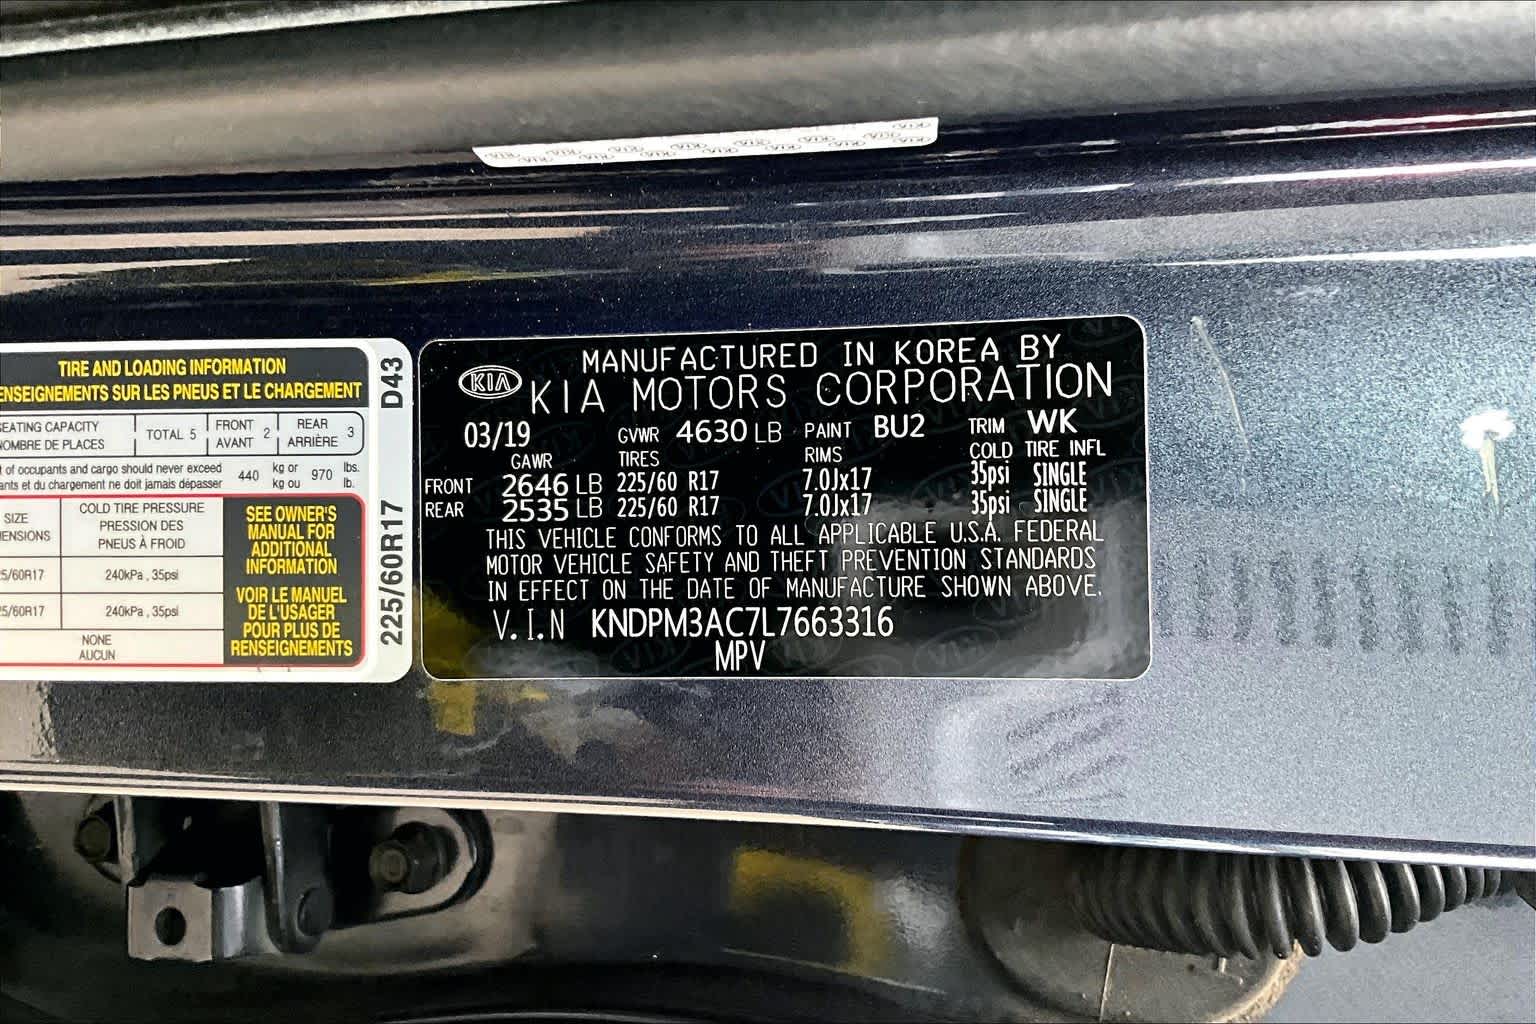 TIRE AND LOADING INFORMATION
RENSEIGNEMENTS SUR LES PNEUS ET LE CHARGEMENT
SEATING CAPACITY
NOMBRE DE PLACES
TOTAL 5
FRONT
AVANT 2
REAR
ARRIÈRE 3
of occupants and cargo should never exceed
et du chargement ne doit jamais dépasser
440
kg or
kg ou
970
lbs.
lb.
SIZE
COLD TIRE PRESSURE
PRESSION DES
PNEUS À FROID
5/60R17
240kPa , 35psi
5/60R17
240kPa , 35psi
NONE
AUCUN
SEE OWNER'S
MANUAL FOR
ADDITIONAL
INFORMATION
VOIR LE MANUEL
DE L'USAGER
POUR PLUS DE
RENSEIGNEMENTS
D43
225/60R17
KIA
MANUFACTURED IN KOREA BY
KIA MOTORS CORPORATION
03/19 GVWR 4630 LB PAINT BU2 TRIM WK
GAWR TIRES RIMS COLD TIRE INFL
FRONT 2646 LB 225/60 R17 7.0Jx17 35psi SINGLE
REAR 2535 LB 225/60 R17 7.0Jx17 35psi SINGLE
THIS VEHICLE CONFORMS TO ALL APPLICABLE U.S.A. FEDERAL
MOTOR VEHICLE SAFETY AND THEFT PREVENTION STANDARDS
IN EFFECT ON THE DATE OF MANUFACTURE SHOWN ABOVE.
V.I.N KNDPM3AC7L7663316
MPV